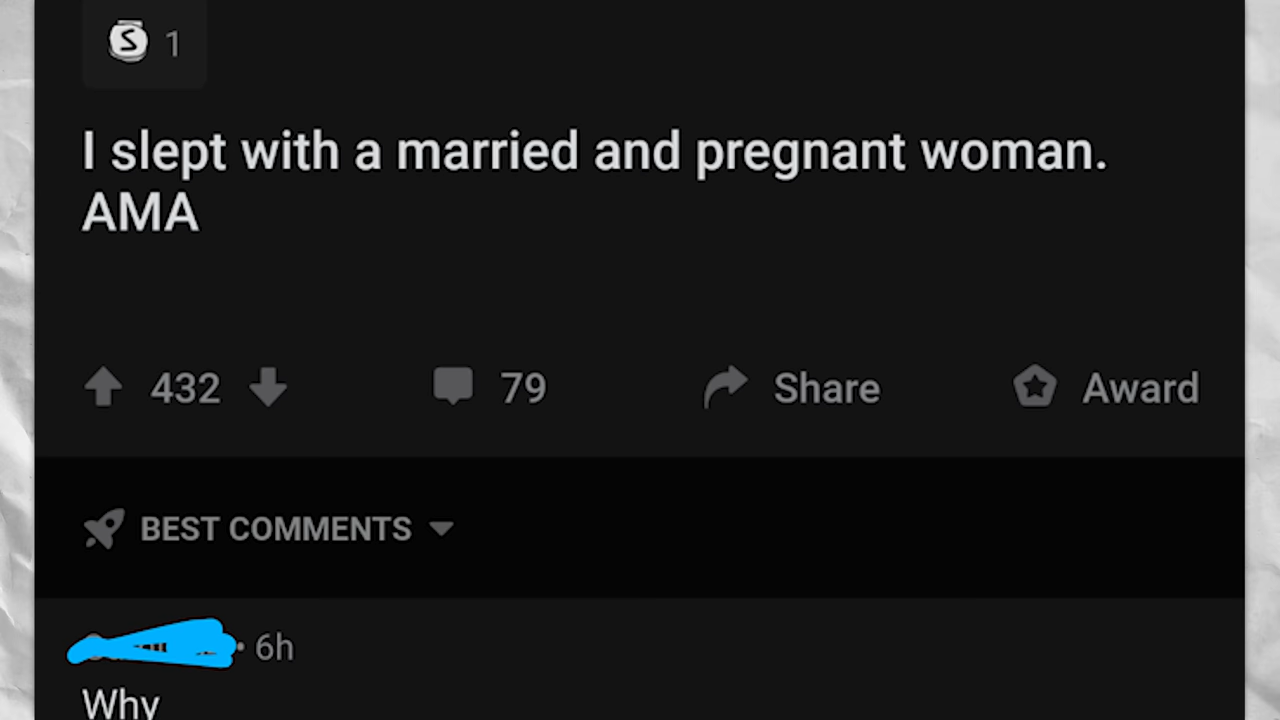 S 1
I slept with a married and pregnant woman.
AMA
432 79 Share Award
BEST COMMENTS
• 6h
Why